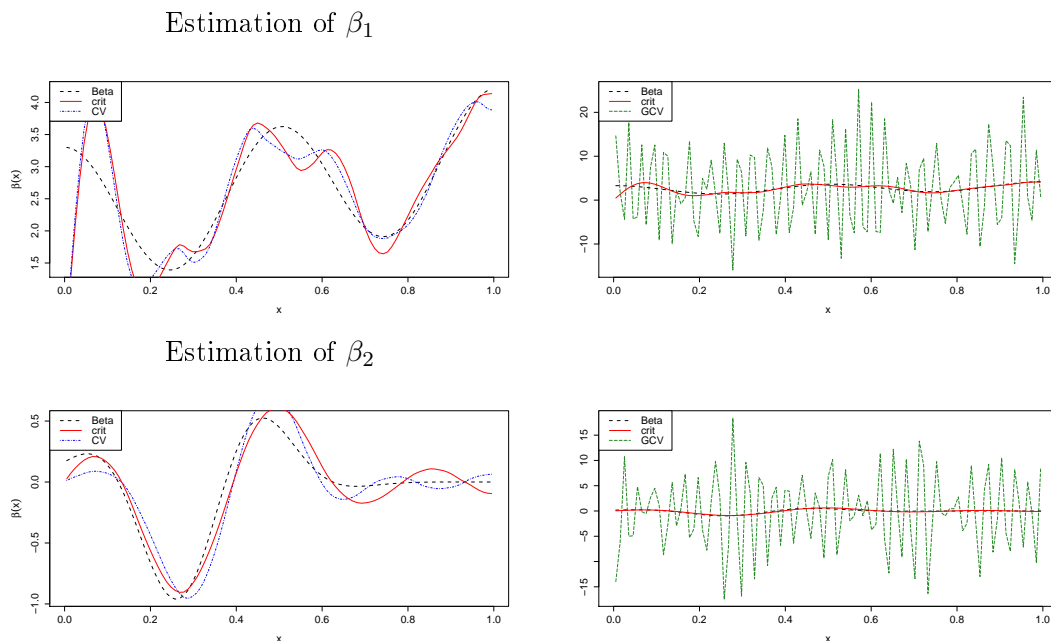 Estimation of β₁
β(x)
1.5 2.0 2.5 3.0 3.5 4.0
Beta
crit
CV
0.0 0.2 0.4 0.6 0.8 1.0
x
−10 0 10 20
Beta
crit
GCV
0.0 0.2 0.4 0.6 0.8 1.0
x
Estimation of β₂
β(x)
−1.0 −0.5 0.0 0.5
Beta
crit
CV
0.0 0.2 0.4 0.6 0.8 1.0
x
−15 −5 0 5 10 15
Beta
crit
GCV
0.0 0.2 0.4 0.6 0.8 1.0
x